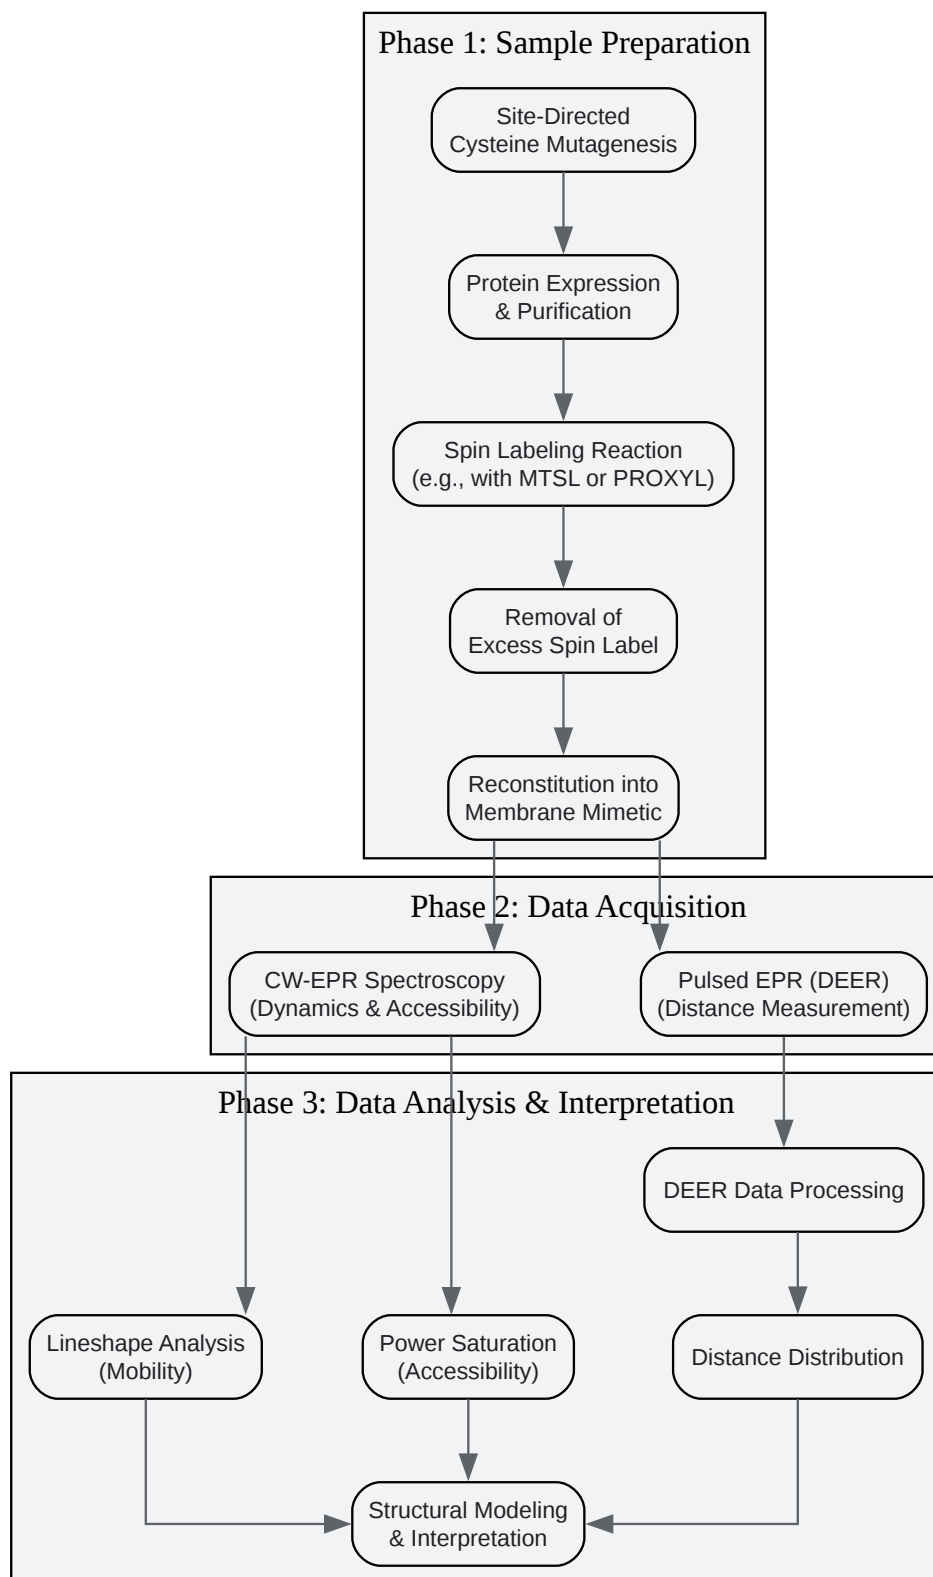 Phase 1: Sample Preparation
Site-Directed
Cysteine Mutagenesis
Protein Expression
& Purification
Spin Labeling Reaction
(e.g., with MTSL or PROXYL)
Removal of
Excess Spin Label
Reconstitution into
Membrane Mimetic
Phase 2: Data Acquisition
CW-EPR Spectroscopy
(Dynamics & Accessibility)
Pulsed EPR (DEER)
(Distance Measurement)
Phase 3: Data Analysis & Interpretation
DEER Data Processing
Lineshape Analysis
(Mobility)
Power Saturation
(Accessibility)
Distance Distribution
Structural Modeling
& Interpretation